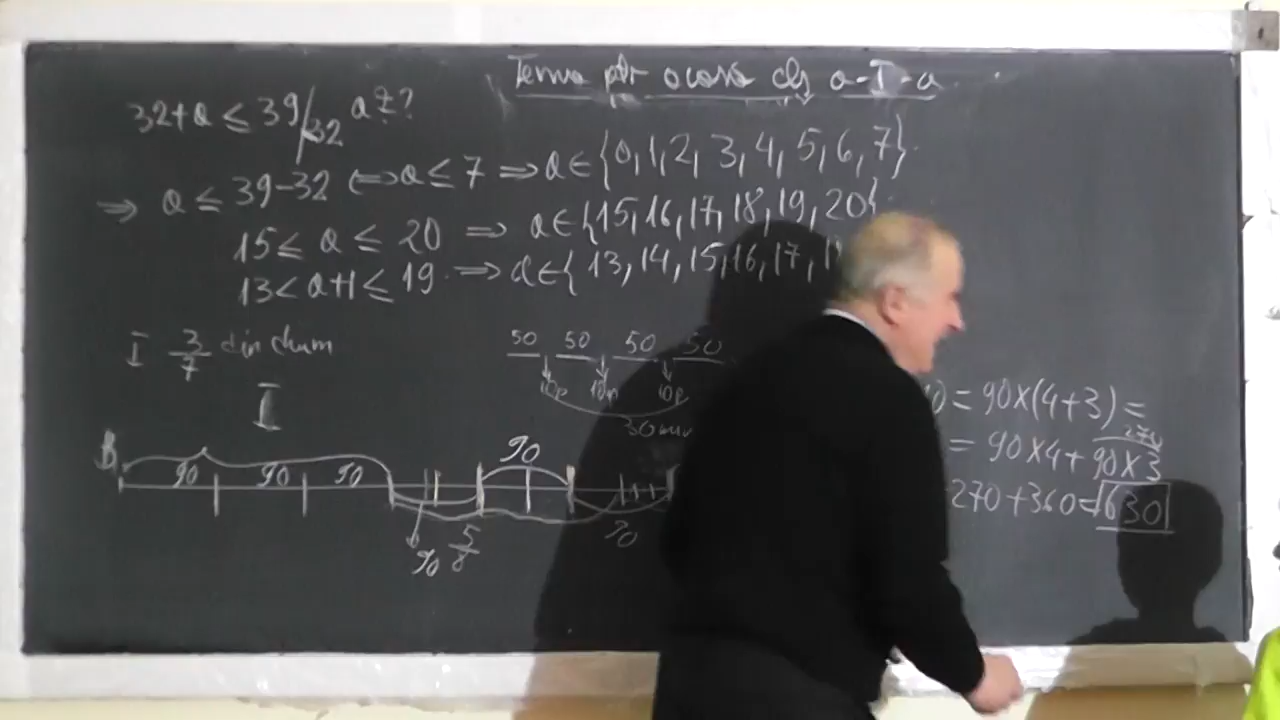 Tema ptr acasă cls a-I-a
32+a ≤ 39/32 a=?
⇒ a ≤ 39-32 ⇔ a ≤ 7 ⇒ a∈{0,1,2,3,4,5,6,7}
15 ≤ a ≤ 20 ⇒ a∈{15,16,17,18,19,20}
13 < a+1 ≤ 19 ⇒ a∈{13,14,15,16,17,
I 3/7 din drum
I
50 50 50 50
10p 10p 10p
30 min
B 90 90 90 90
90 5/8 90
0 = 90×(4+3) =
270
= 90×4 + 90×3
270+360=630